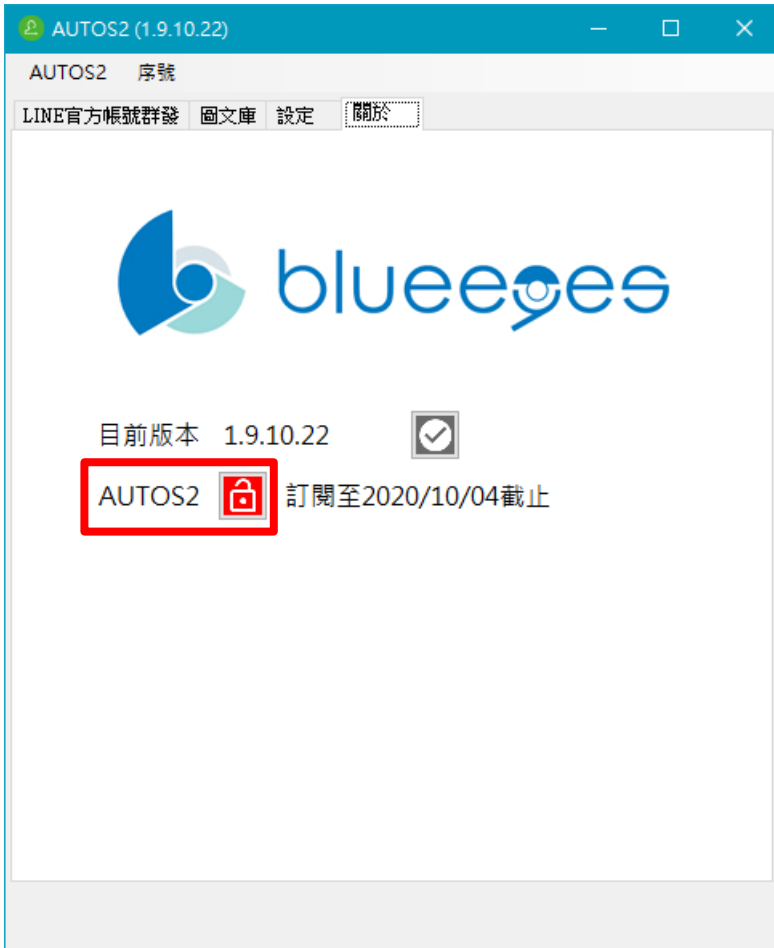 AUTOS2 (1.9.10.22)
AUTOS2 序號
LINE官方帳號群發 圖文庫 設定 關於
blueeyes
目前版本 1.9.10.22
AUTOS2 訂閱至2020/10/04截止